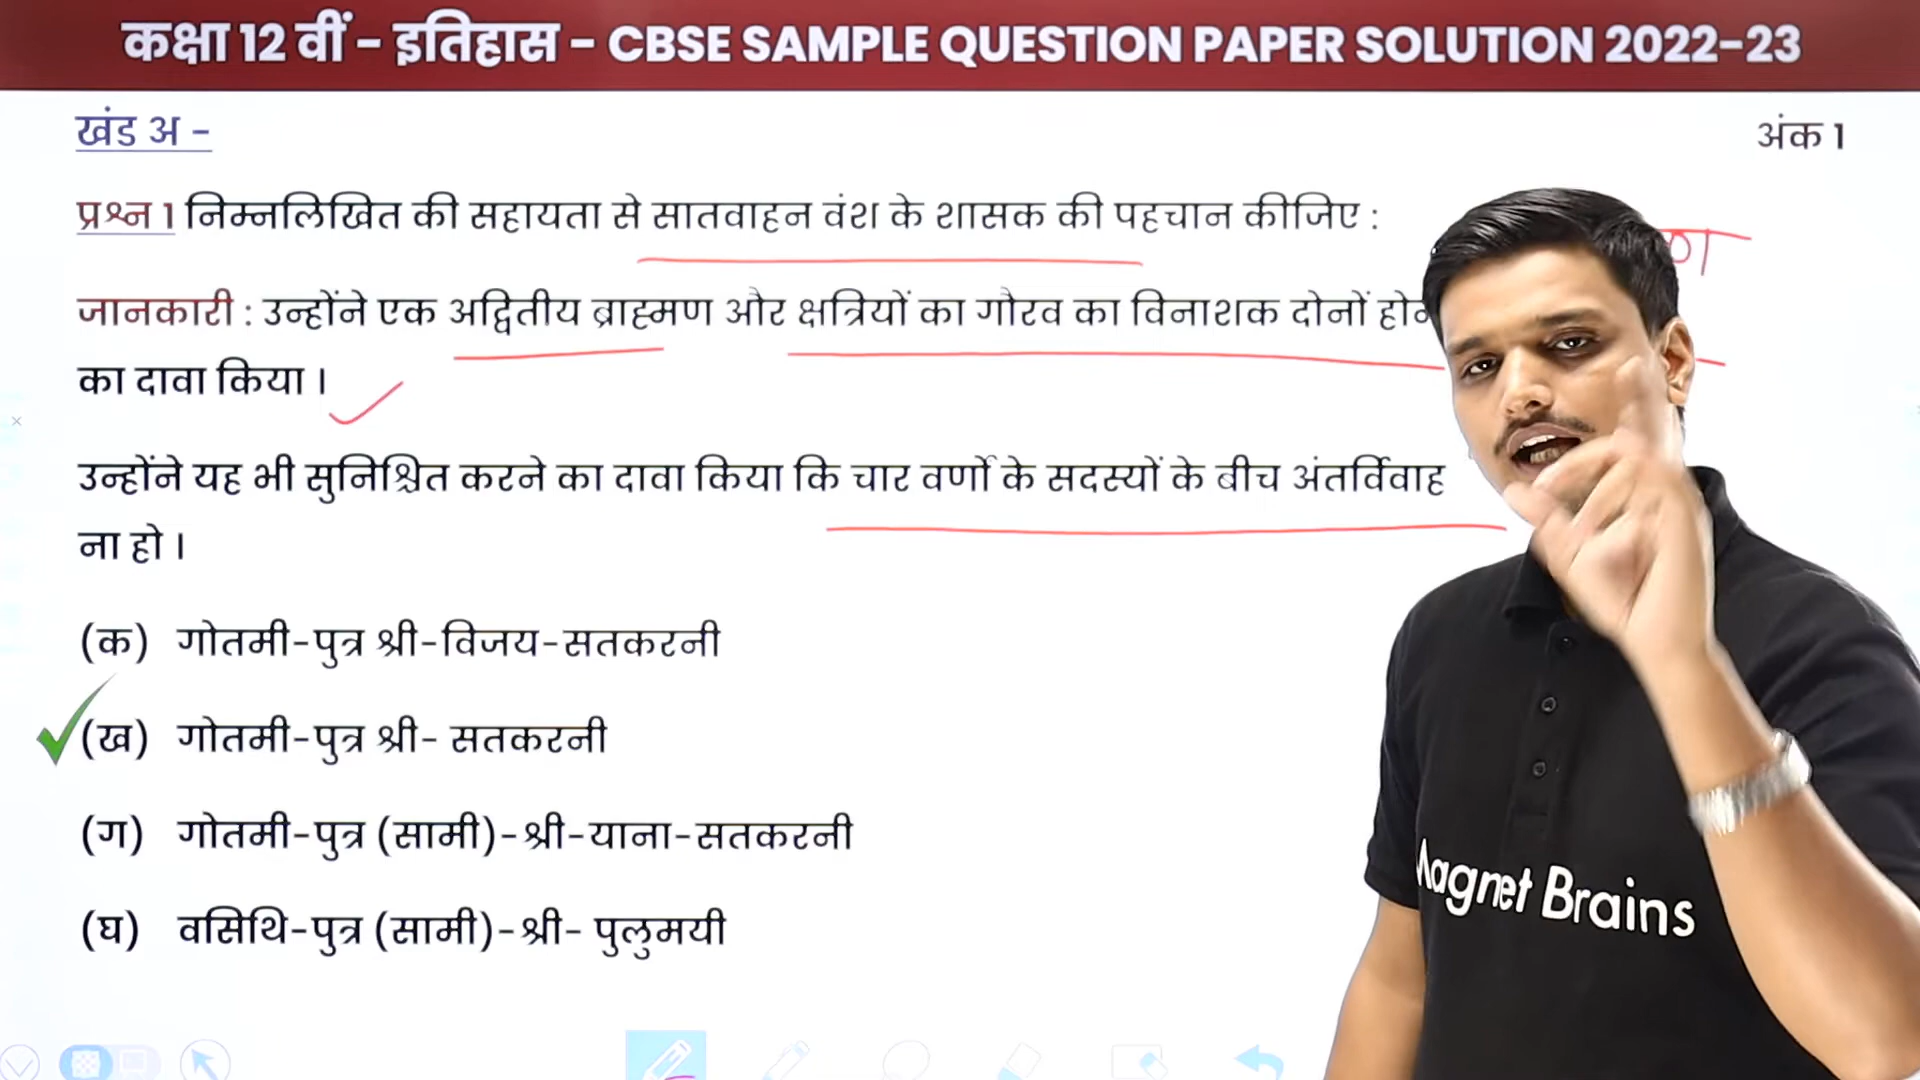 कक्षा 12 वीं - इतिहास - CBSE SAMPLE QUESTION PAPER SOLUTION 2022-23
खंड अ -
अंक 1
प्रश्न 1 निम्नलिखित की सहायता से सातवाहन वंश के शासक की पहचान कीजिए :
जानकारी : उन्होंने एक अद्वितीय ब्राह्मण और क्षत्रियों का गौरव का विनाशक दोनों
का दावा किया ।
उन्होंने यह भी सुनिश्चित करने का दावा किया कि चार वर्णों के सदस्यों के बीच अंतर्विवाह
ना हो ।
(क) गोतमी-पुत्र श्री-विजय-सतकरनी
(ख) गोतमी-पुत्र श्री- सतकरनी
(ग) गोतमी-पुत्र (सामी)-श्री-याना-सतकरनी
(घ) वसिथि-पुत्र (सामी)-श्री- पुलुमयी
Magnet Brains